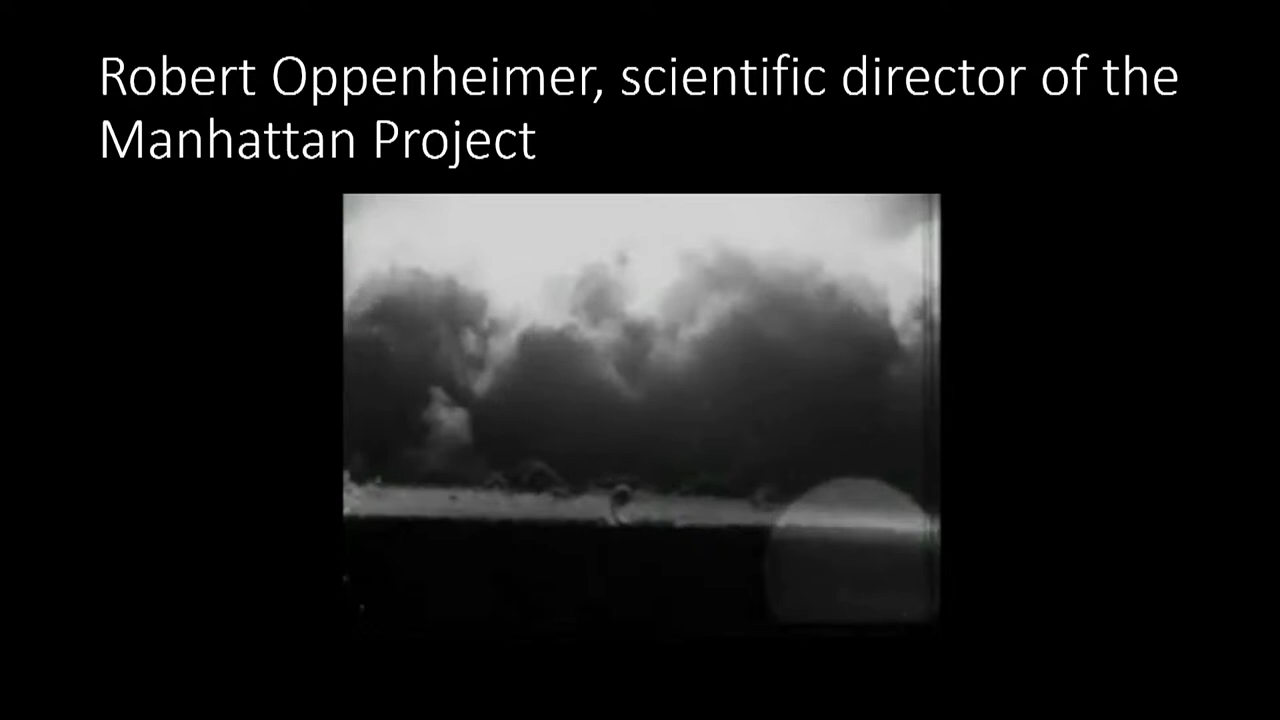 Robert Oppenheimer, scientific director of the
Manhattan Project